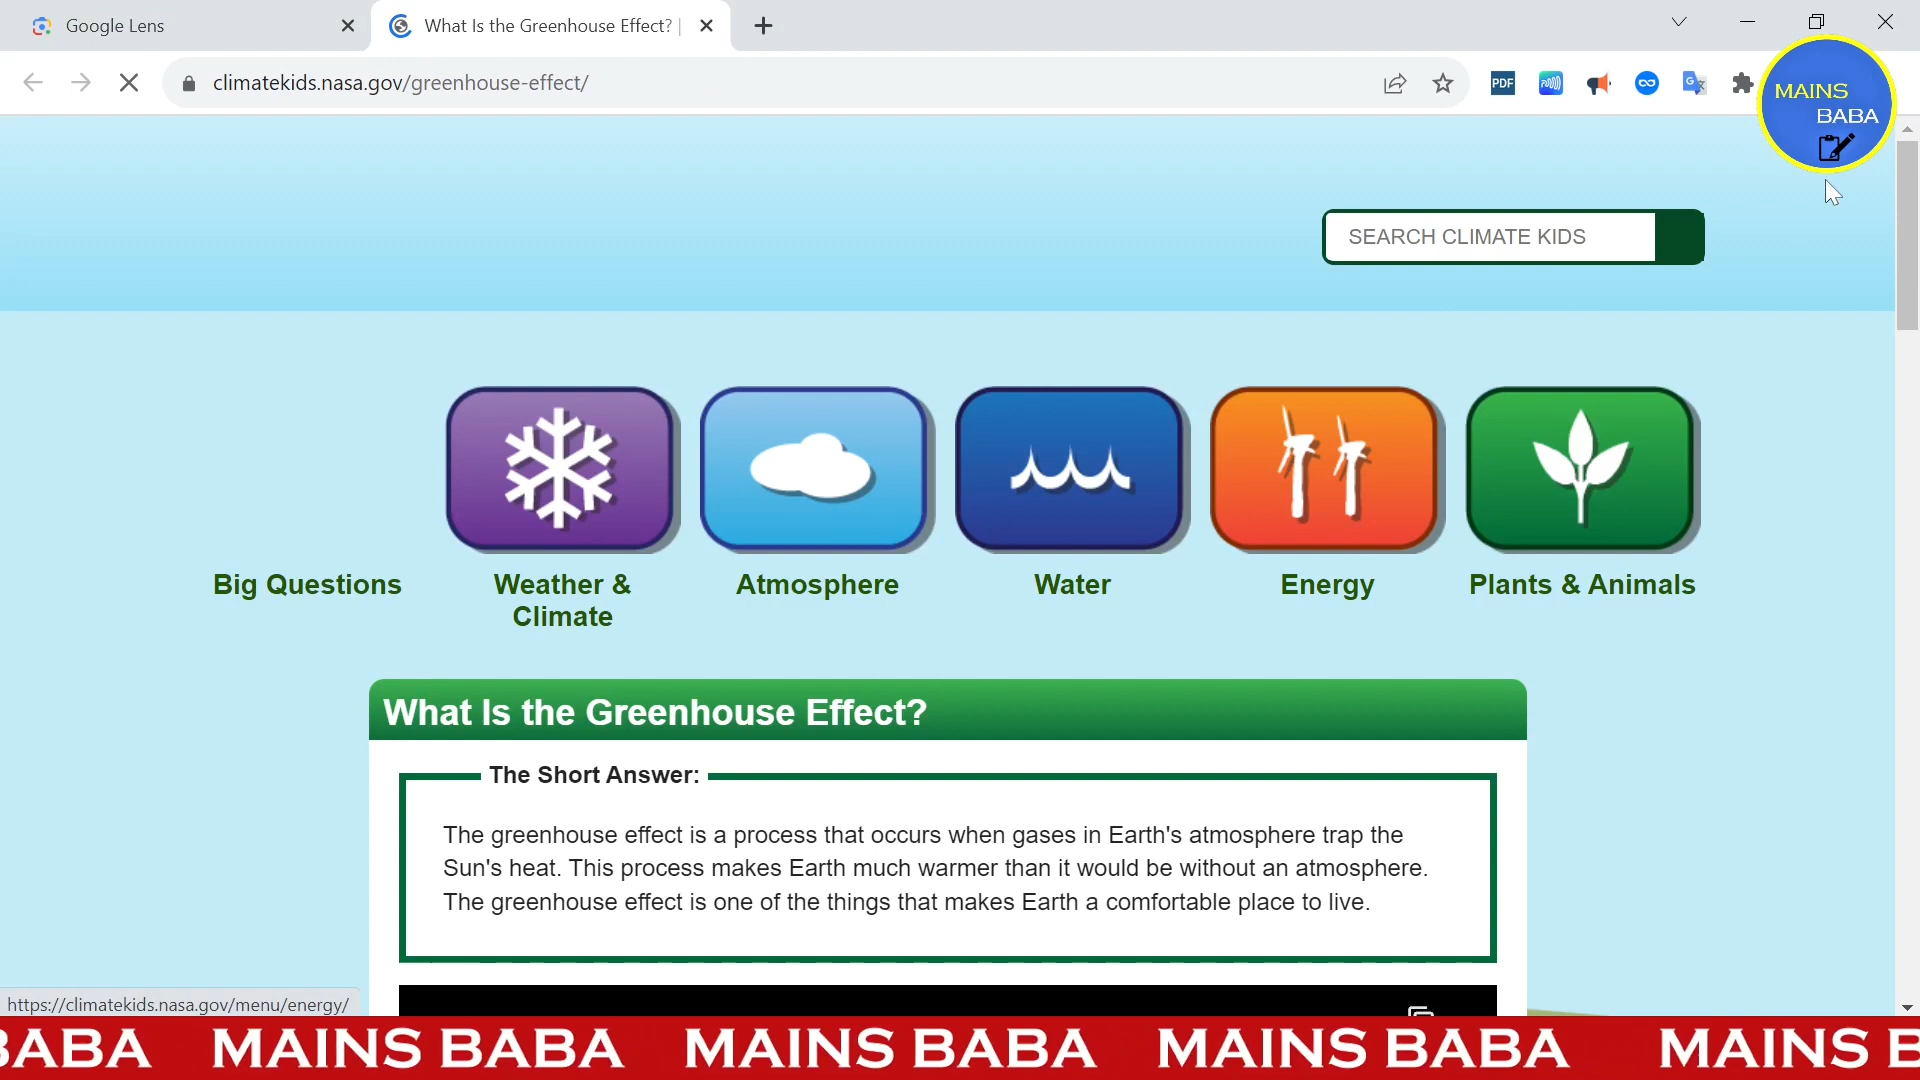 Google Lens
What Is the Greenhouse Effect? |
climatekids.nasa.gov/greenhouse-effect/
PDF
MAINS
BABA
SEARCH CLIMATE KIDS
Big Questions
Weather &
Climate
Atmosphere
Water
Energy
Plants & Animals
What Is the Greenhouse Effect?
The Short Answer:
The greenhouse effect is a process that occurs when gases in Earth's atmosphere trap the
Sun's heat. This process makes Earth much warmer than it would be without an atmosphere.
The greenhouse effect is one of the things that makes Earth a comfortable place to live.
https://climatekids.nasa.gov/menu/energy/
BABA MAINS BABA MAINS BABA MAINS BABA MAINS B